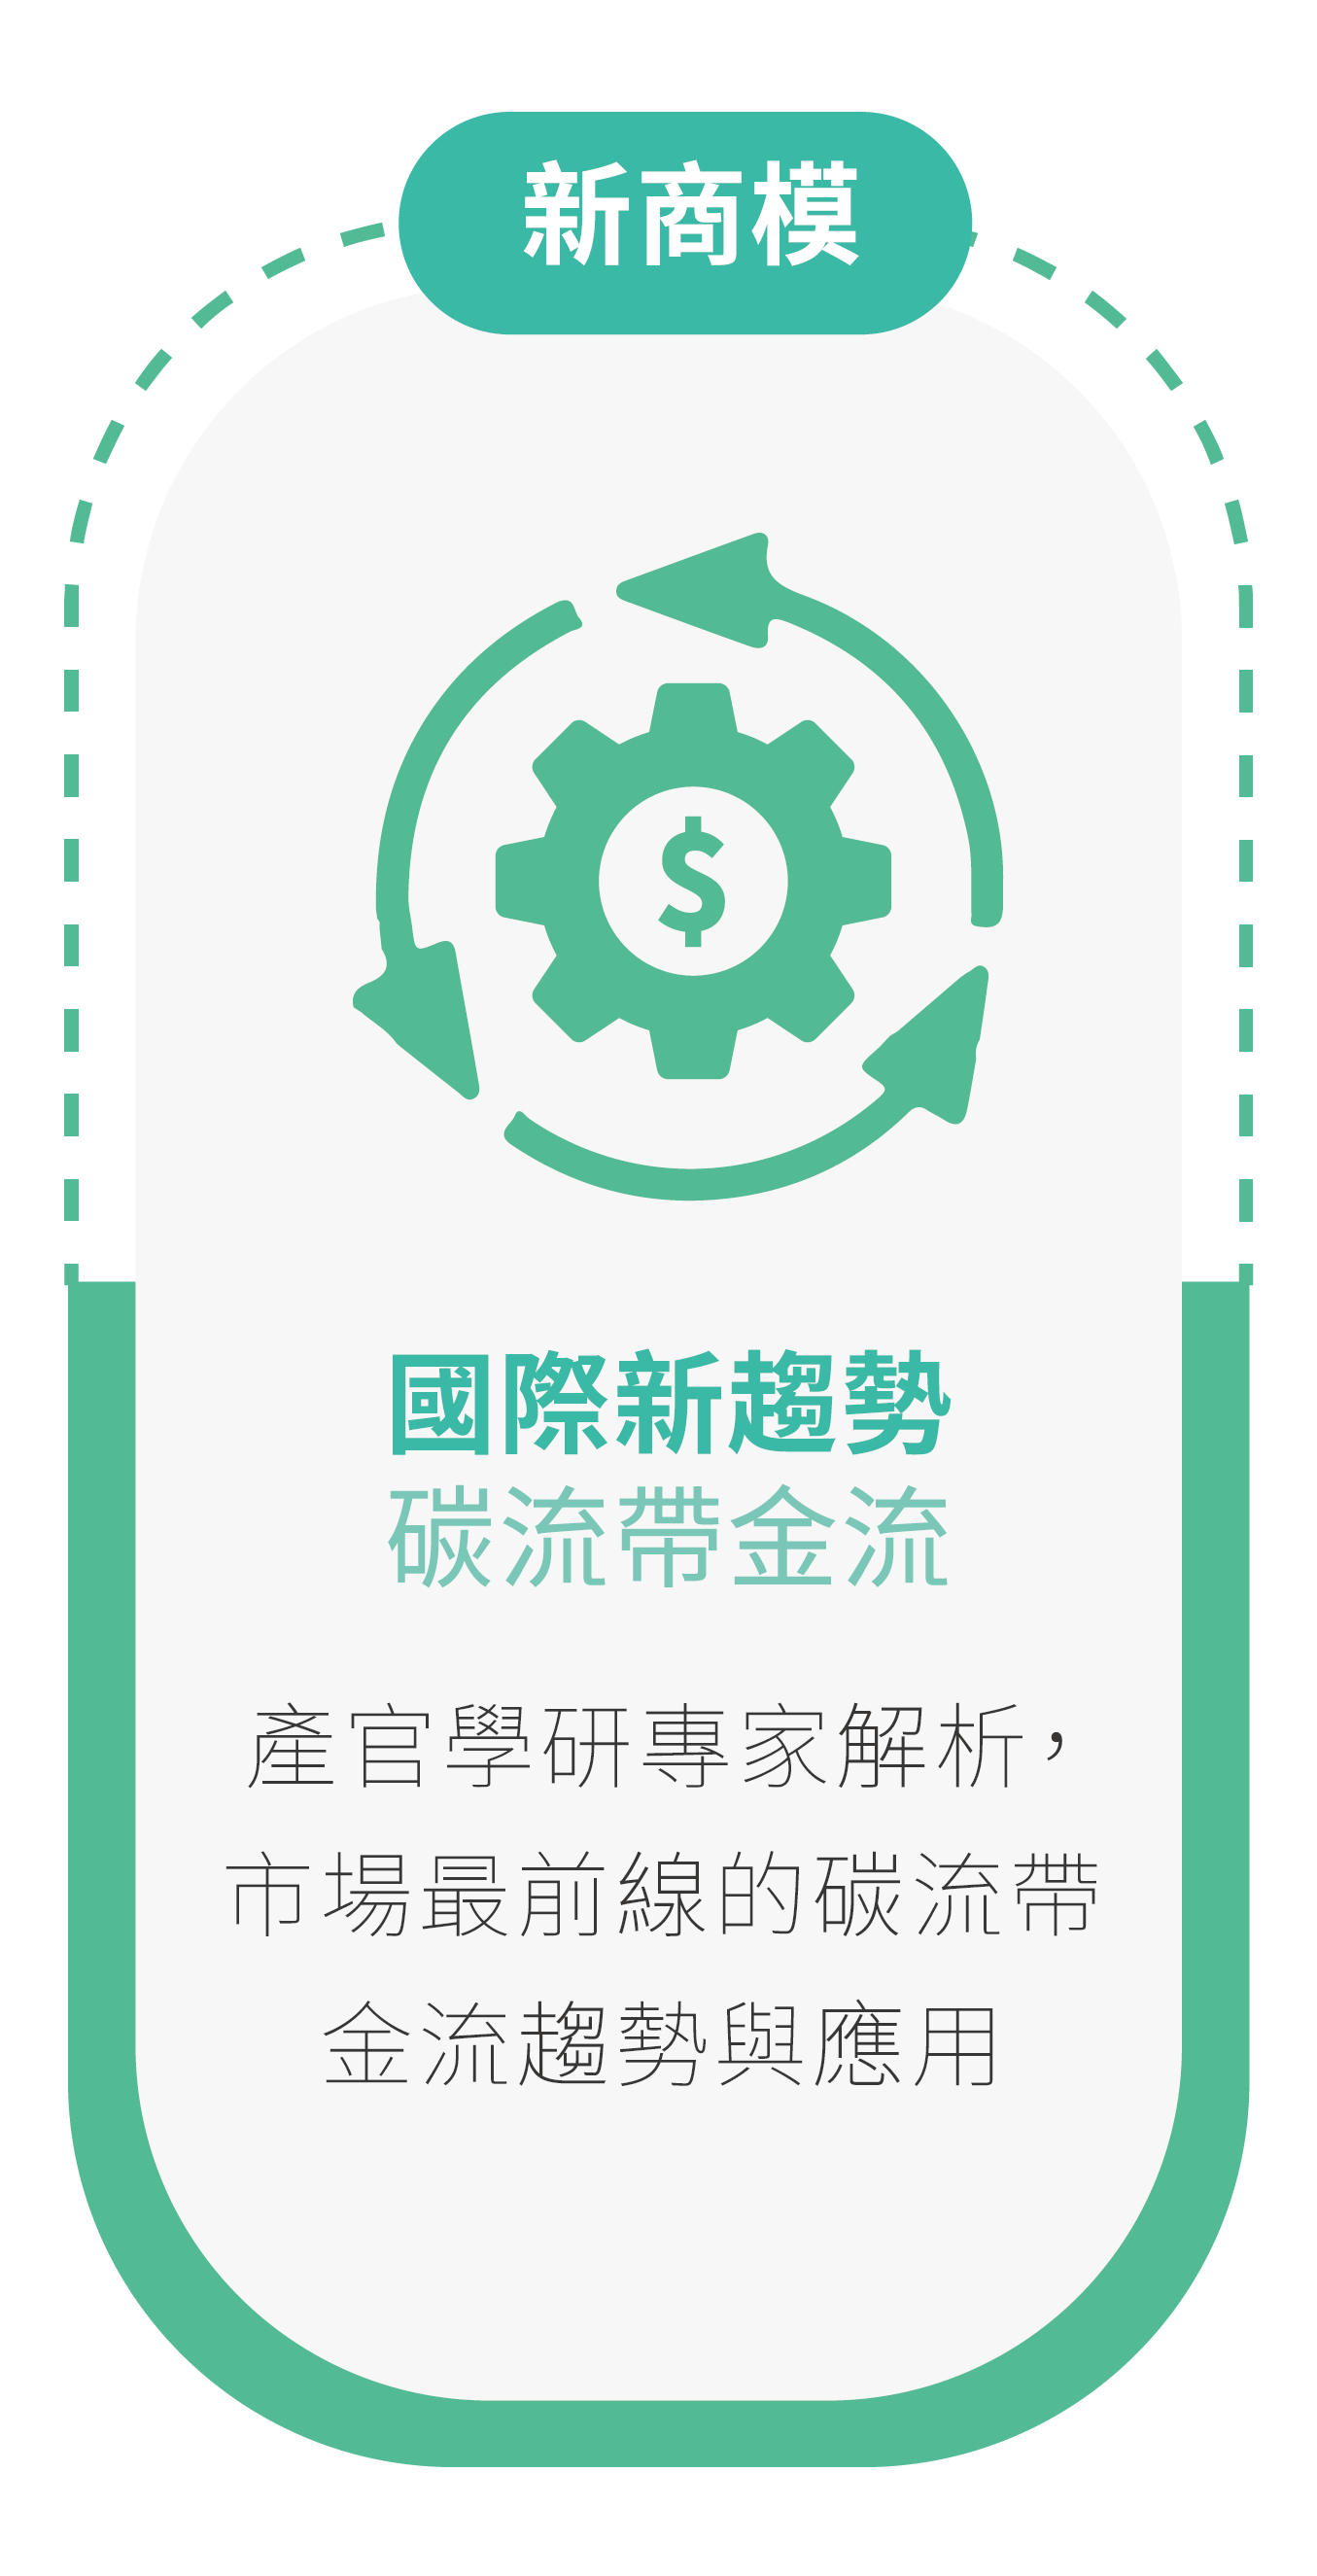 新商模
$
國際新趨勢
碳流帶金流
產官學研專家解析，
市場最前線的碳流帶
金流趨勢與應用